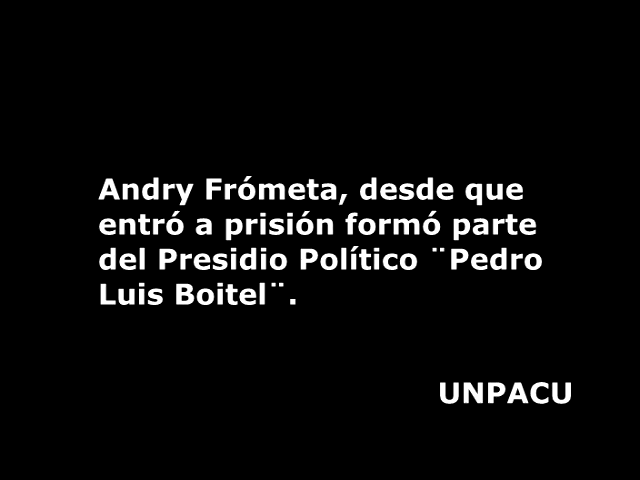 Andry Frómeta, desde que
entró a prisión formó parte
del Presidio Político ¨Pedro
Luis Boitel¨.
UNPACU